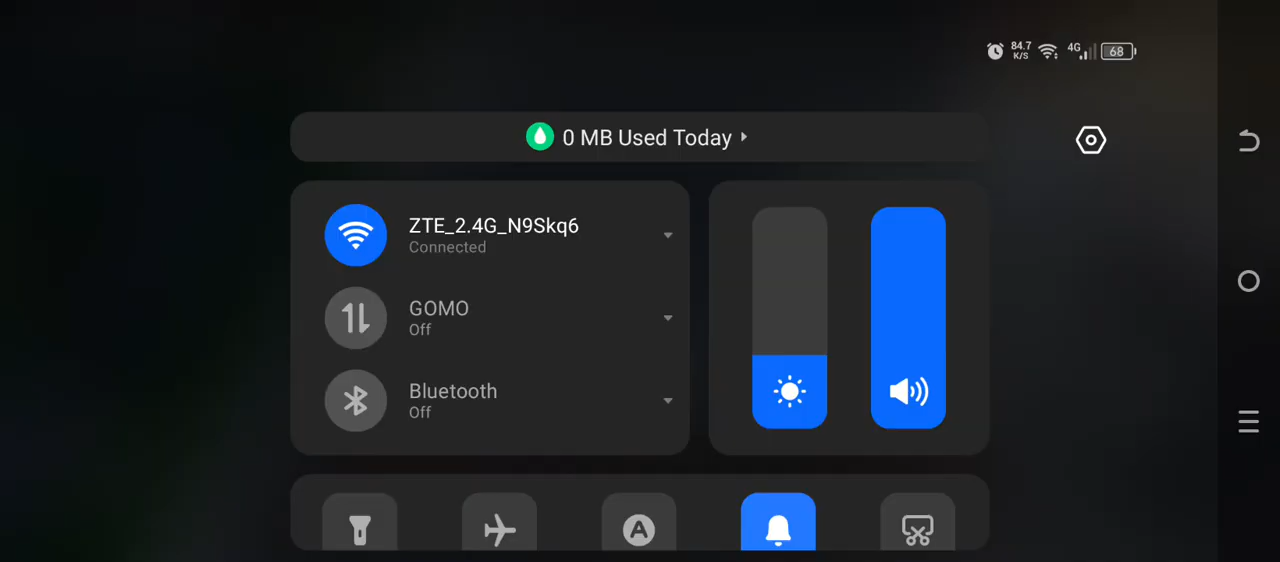 84.7
K/S
4G
68
0 MB Used Today
ZTE_2.4G_N9Skq6
Connected
GOMO
Off
Bluetooth
Off
A